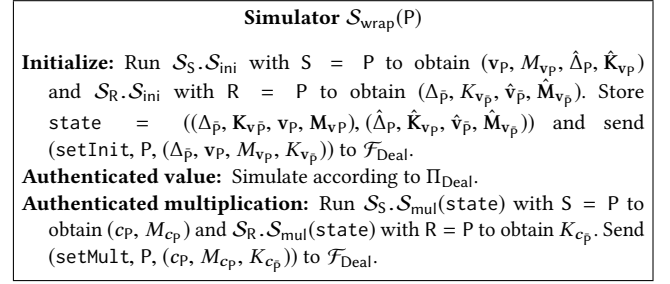 Simulator 𝒮_wrap(P)
Initialize: Run 𝒮_S.𝒮_ini with S = P to obtain (v_P, M_{v_P}, Δ̂_P, K̂_{v_P})
and 𝒮_R.𝒮_ini with R = P to obtain (Δ_P̄, K_{v_P̄}, v̂_P̄, M̂_{v_P̄}). Store
state = ((Δ_P̄, K_{v_P̄}, v_P, M_{v_P}), (Δ̂_P, K̂_{v_P}, v̂_P̄, M̂_{v_P̄})) and send
(setInit, P, (Δ_P̄, v_P, M_{v_P}, K_{v_P̄})) to ℱ_Deal.
Authenticated value: Simulate according to Π_Deal.
Authenticated multiplication: Run 𝒮_S.𝒮_mul(state) with S = P to
obtain (c_P, M_{c_P}) and 𝒮_R.𝒮_mul(state) with R = P to obtain K_{c_P̄}. Send
(setMult, P, (c_P, M_{c_P}, K_{c_P̄})) to ℱ_Deal.